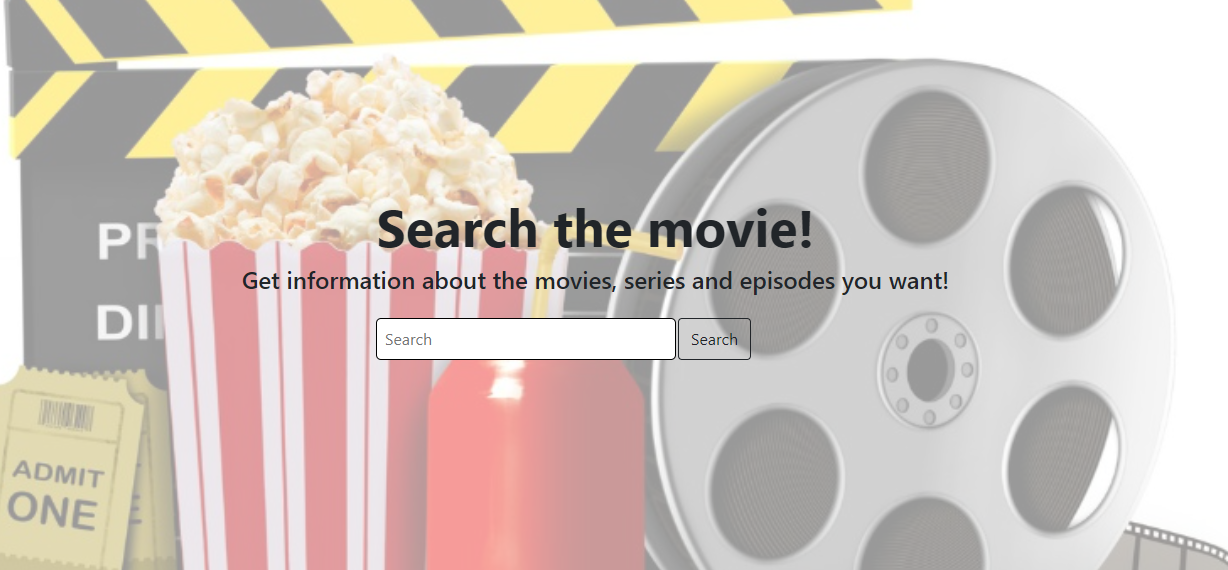 PR
Search the movie!
Get information about the movies, series and episodes you want!
DI
Search
Search
ADMIT
ONE